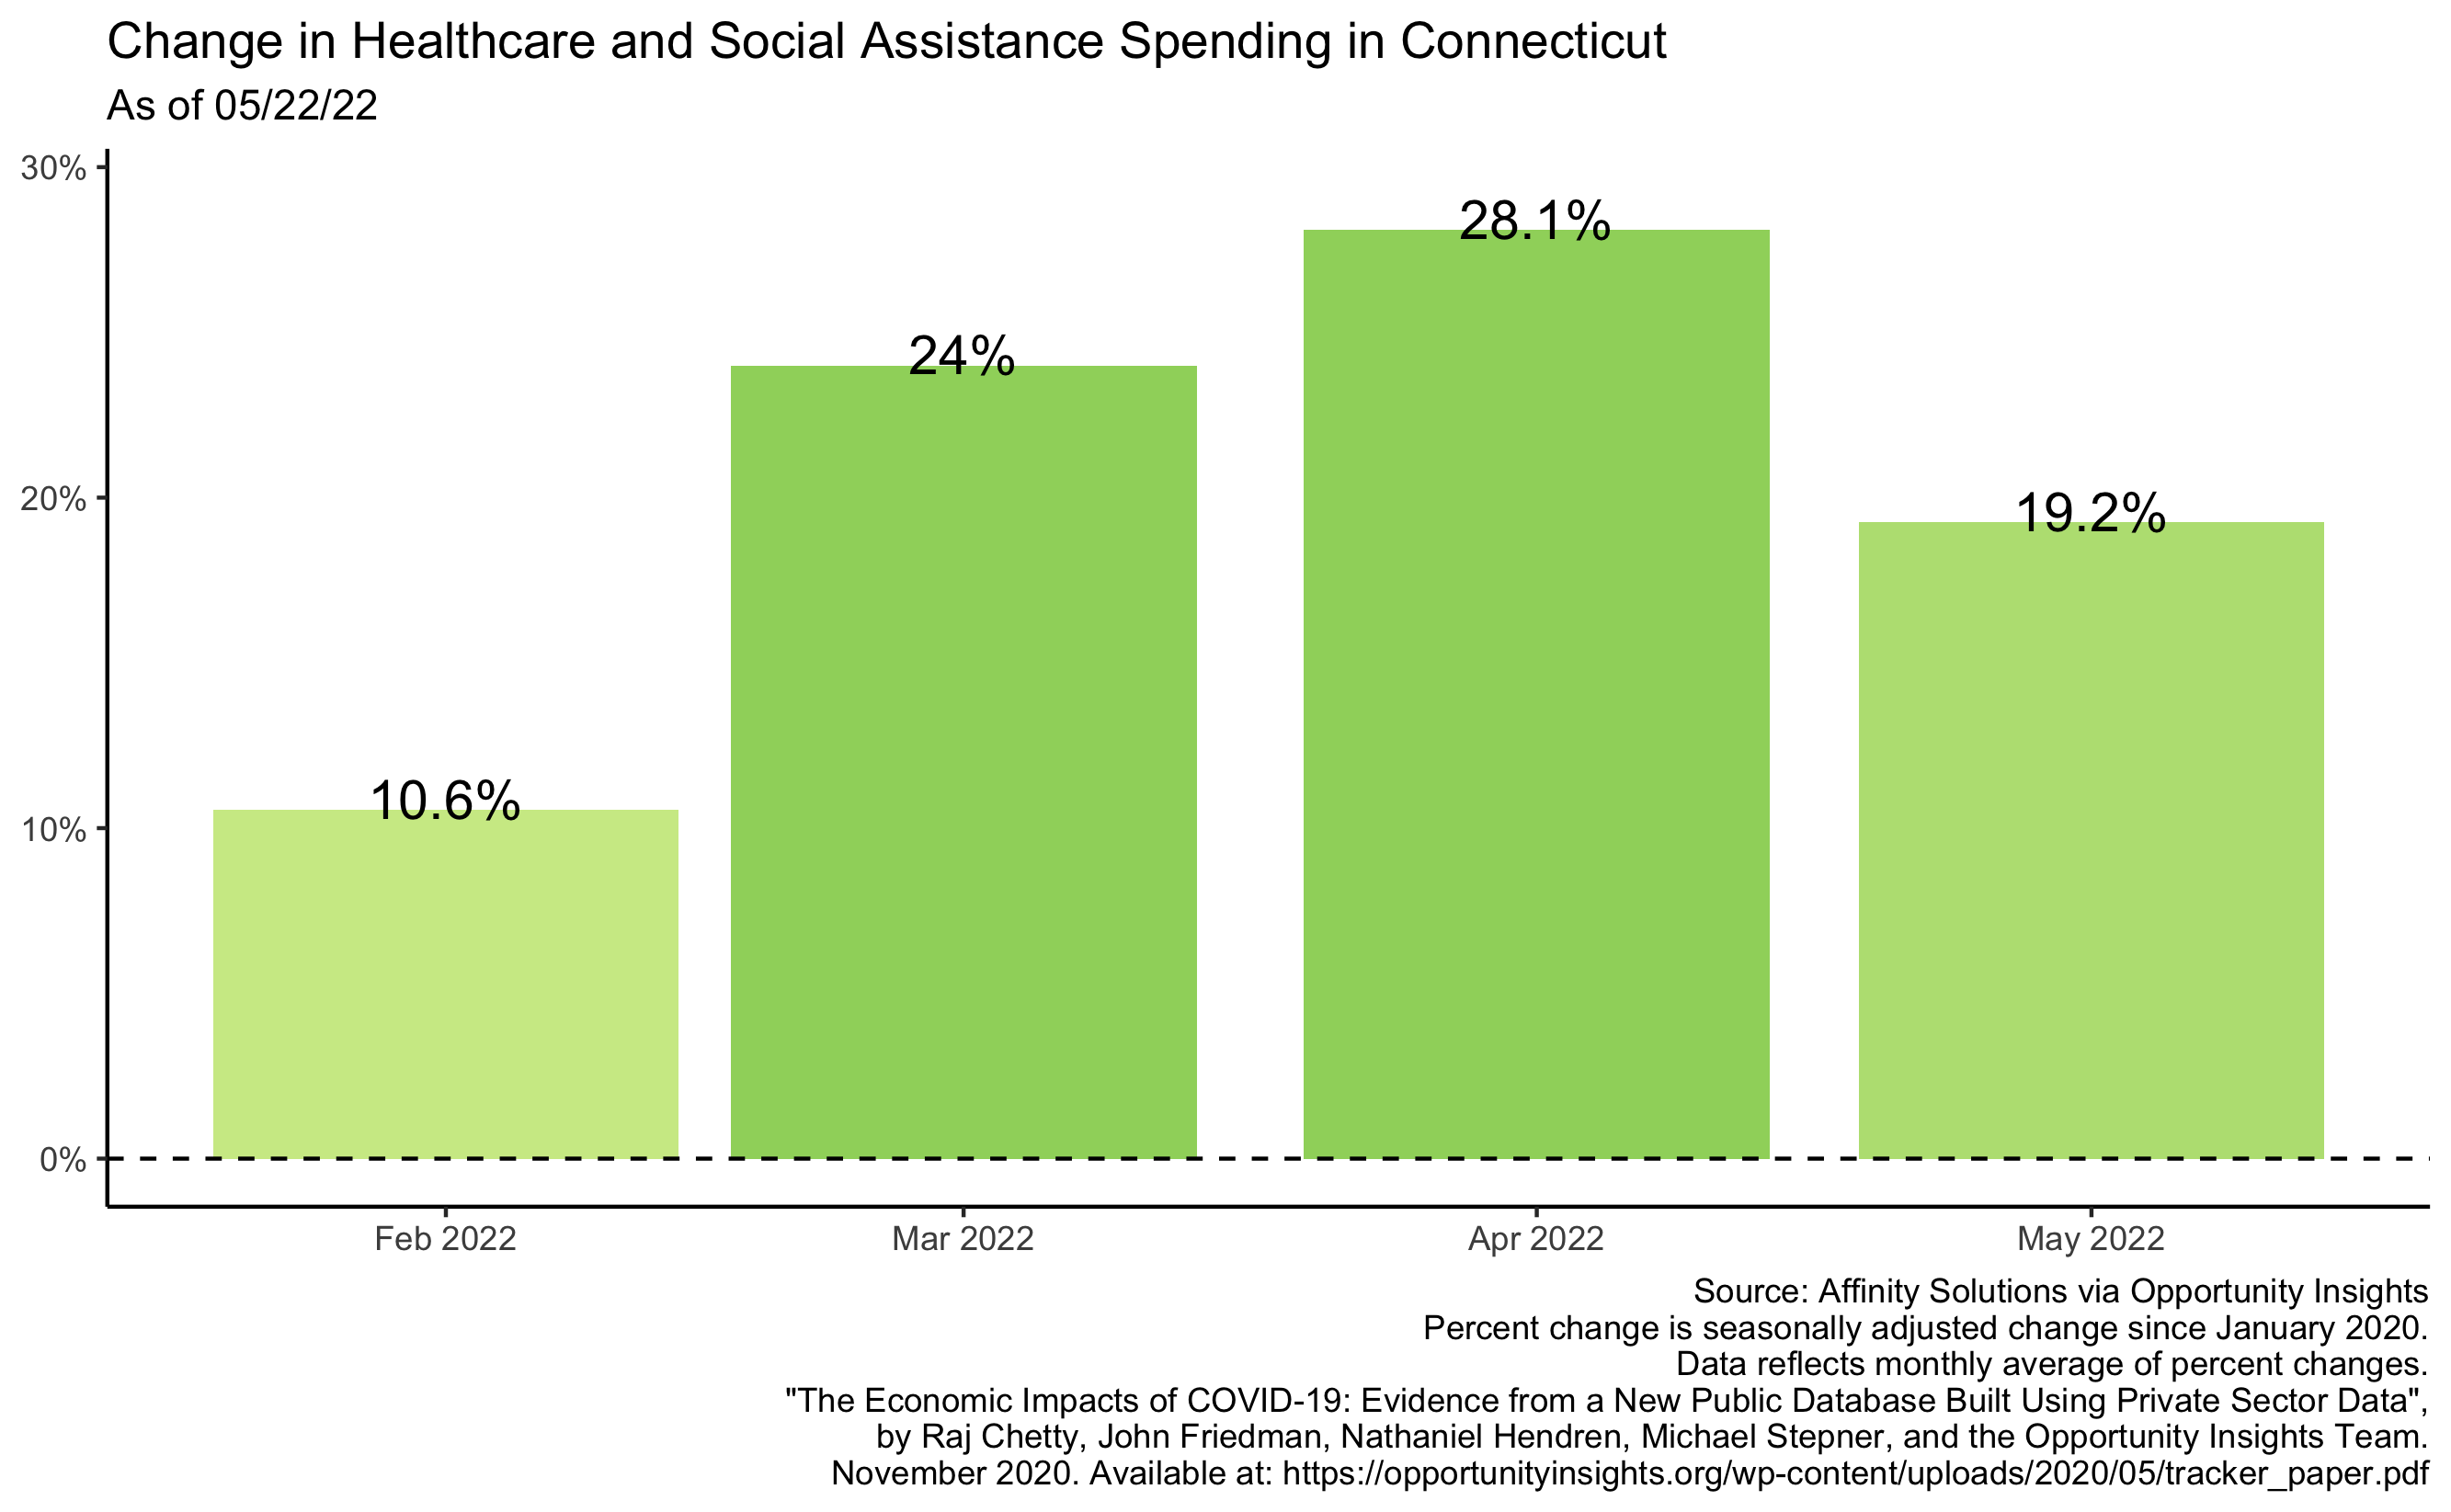 Change in Healthcare and Social Assistance Spending in Connecticut
As of 05/22/22
30%
20%
10%
0%
10.6%
24%
28.1%
19.2%
Feb 2022
Mar 2022
Apr 2022
May 2022
Source: Affinity Solutions via Opportunity Insights
Percent change is seasonally adjusted change since January 2020.
Data reflects monthly average of percent changes.
"The Economic Impacts of COVID-19: Evidence from a New Public Database Built Using Private Sector Data",
by Raj Chetty, John Friedman, Nathaniel Hendren, Michael Stepner, and the Opportunity Insights Team.
November 2020. Available at: https://opportunityinsights.org/wp-content/uploads/2020/05/tracker_paper.pdf